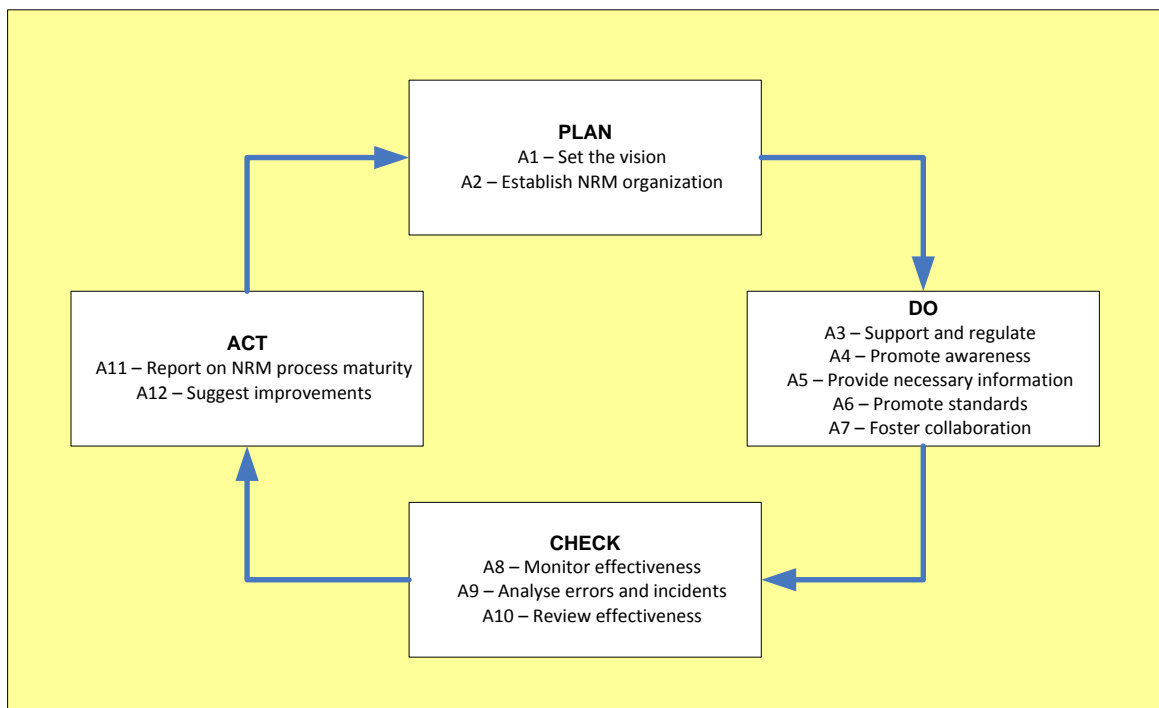 PLAN
A1 – Set the vision
A2 – Establish NRM organization
DO
A3 – Support and regulate
A4 – Promote awareness
A5 – Provide necessary information
A6 – Promote standards
A7 – Foster collaboration
CHECK
A8 – Monitor effectiveness
A9 – Analyse errors and incidents
A10 – Review effectiveness
ACT
A11 – Report on NRM process maturity
A12 – Suggest improvements